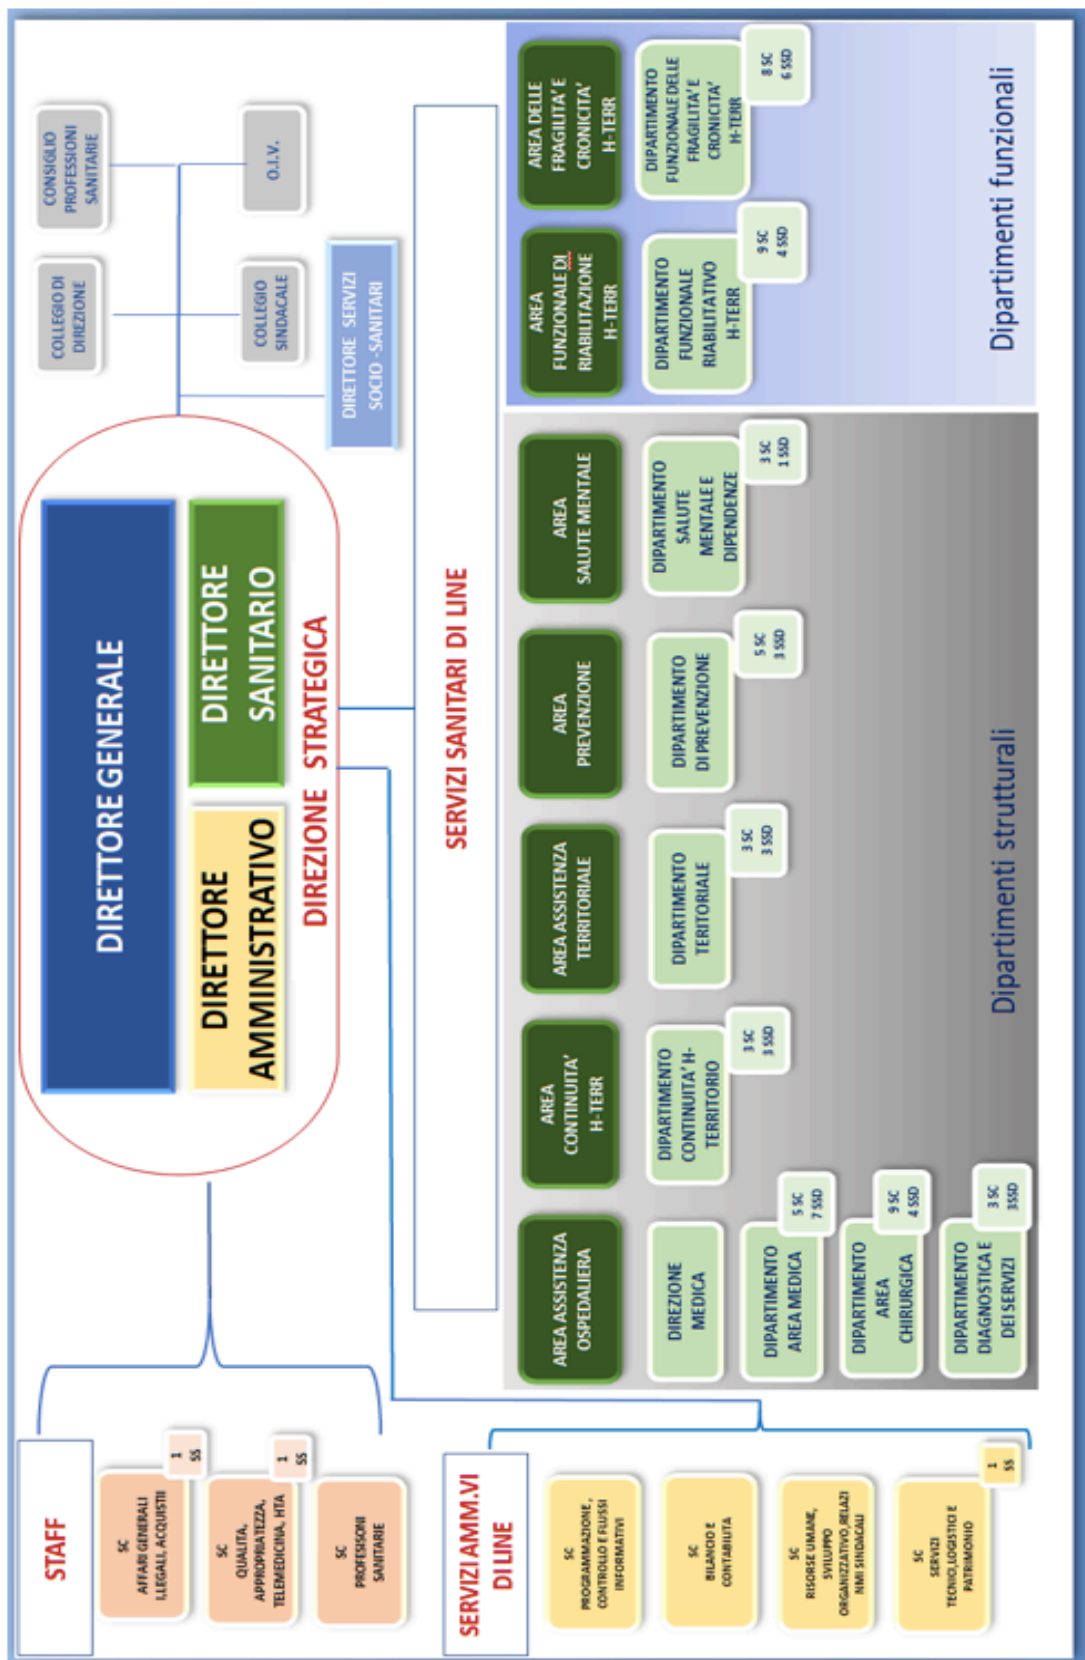 DIRETTORE GENERALE
DIRETTORE
AMMINISTRATIVO
DIRETTORE
SANITARIO
DIREZIONE STRATEGICA
COLLEGIO DI
DIREZIONE
CONSIGLIO
PROFESSIONI
SANITARIE
COLLEGIO
SINDACALE
O.I.V.
DIRETTORE SERVIZI
SOCIO -SANITARI
STAFF
SC
AFFARI GENERALI
I,LEGALI, ACQUISTII
1
SS
SC
QUALITA,
APPROPRIATEZZA,
TELEMEDICINA, HTA
1
SS
SC
PROFESISONI
SANITARIE
SERVIZI AMM.VI
DI LINE
SC
PROGRAMMAZIONE ,
CONTROLLO E FLUSSI
INFORMATIVI
SC
BILANCIO E
CONTABILITA
SC
RISORSE UMANE,
SVILUPPO
ORGANIZZATIVO,RELAZI
NMI SINDACALI
SC
SERVIZI
TECNICI,LOGISTICI E
PATRIMONIO
1
SS
SERVIZI SANITARI DI LINE
AREA ASSISTENZA
OSPEDALIERA
DIREZIONE
MEDICA
DIPARTIMENTO
AREA MEDICA
5 SC
7 SSD
DIPARTIMENTO
AREA
CHIRURGICA
9 SC
4 SSD
DIPARTIMENTO
DIAGNOSTICA E
DEI SERVIZI
3 SC
3SSD
AREA
CONTINUITA'
H-TERR
DIPARTIMENTO
CONTINUITA' H-
TERRITORIO
3 SC
3 SSD
AREA ASSISTENZA
TERRITORIALE
DIPARTIMENTO
TERITORIALE
3 SC
3 SSD
AREA
PREVENZIONE
DIPARTIMENTO
DI PREVENZIONE
5 SC
3 SSD
AREA
SALUTE MENTALE
DIPARTIMENTO
SALUTE
MENTALE E
DIPENDENZE
3 SC
1 SSD
Dipartimenti strutturali
AREA
FUNZIONALE DI
RIABILITAZIONE
H-TERR
DIPARTIMENTO
FUNZIONALE
RIABILITATIVO
H-TERR
9 SC
4 SSD
AREA DELLE
FRAGILITA' E
CRONICITA'
H-TERR
DIPARTIMENTO
FUNZIONALE DELLE
FRAGILITA' E
CRONICITA'
H-TERR
8 SC
6 SSD
Dipartimenti funzionali